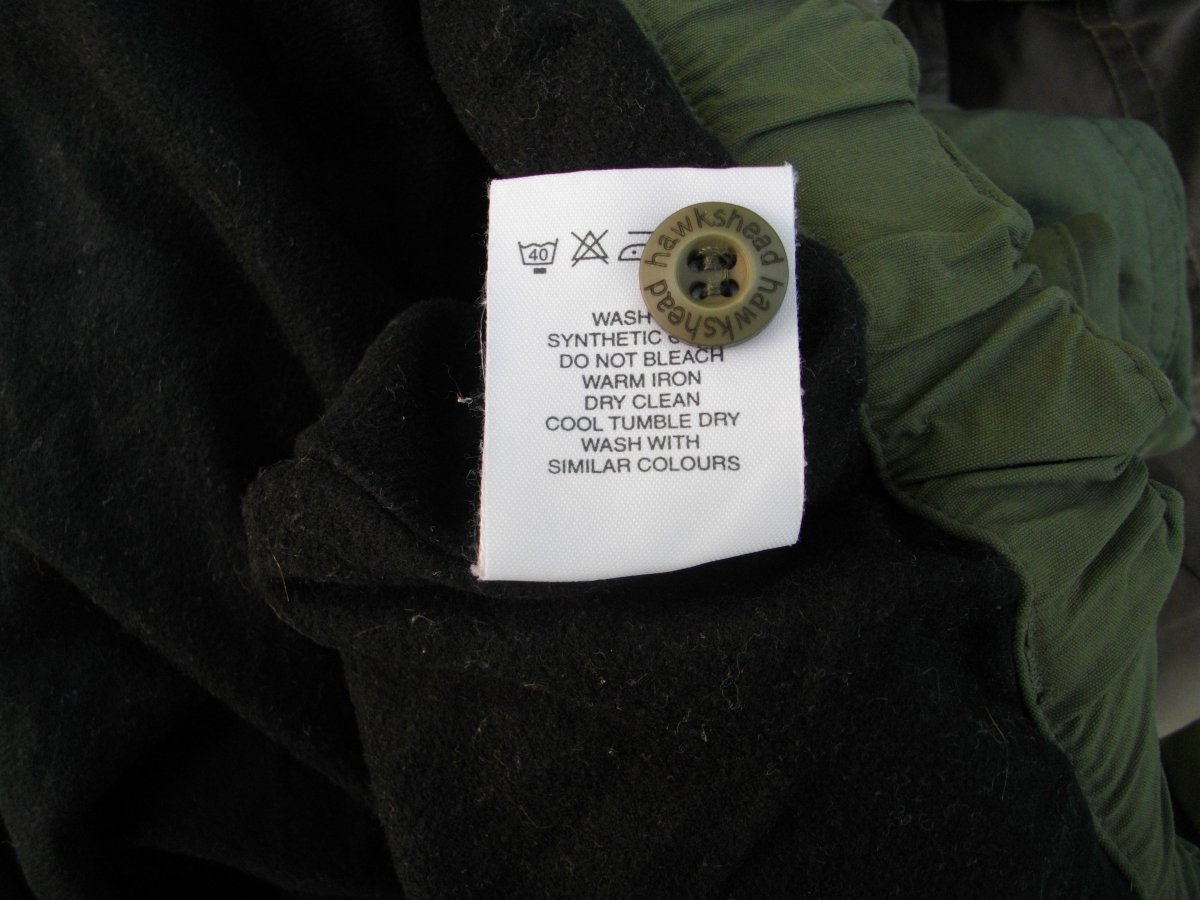 40
hawkshead hawkshead
WASH
SYNTHETIC
DO NOT BLEACH
WARM IRON
DRY CLEAN
COOL TUMBLE DRY
WASH WITH
SIMILAR COLOURS